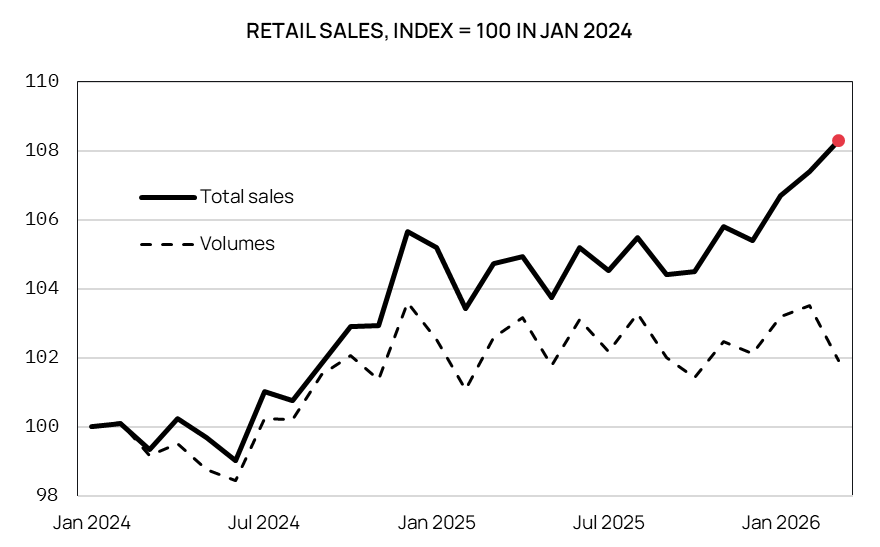 RETAIL SALES, INDEX = 100 IN JAN 2024
110
108
106
104
102
100
98
Total sales
Volumes
Jan 2024 Jul 2024 Jan 2025 Jul 2025 Jan 2026